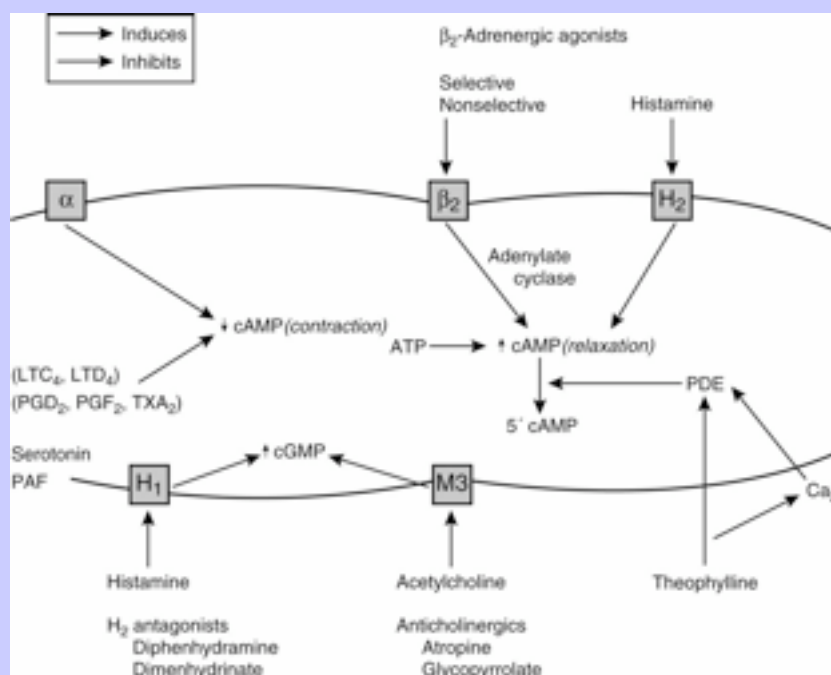 Induces
Inhibits
β₂-Adrenergic agonists
Selective
Nonselective
Histamine
α
β₂
H₂
Adenylate
cyclase
↓ cAMP (contraction)
ATP
↑ cAMP (relaxation)
(LTC₄, LTD₄)
(PGD₂, PGF₂, TXA₂)
PDE
5´ cAMP
Serotonin
PAF
↑ cGMP
H₁
M3
Ca
Histamine
Acetylcholine
Theophylline
H₂ antagonists
Diphenhydramine
Dimenhydrinate
Anticholinergics
Atropine
Glycopyrrolate